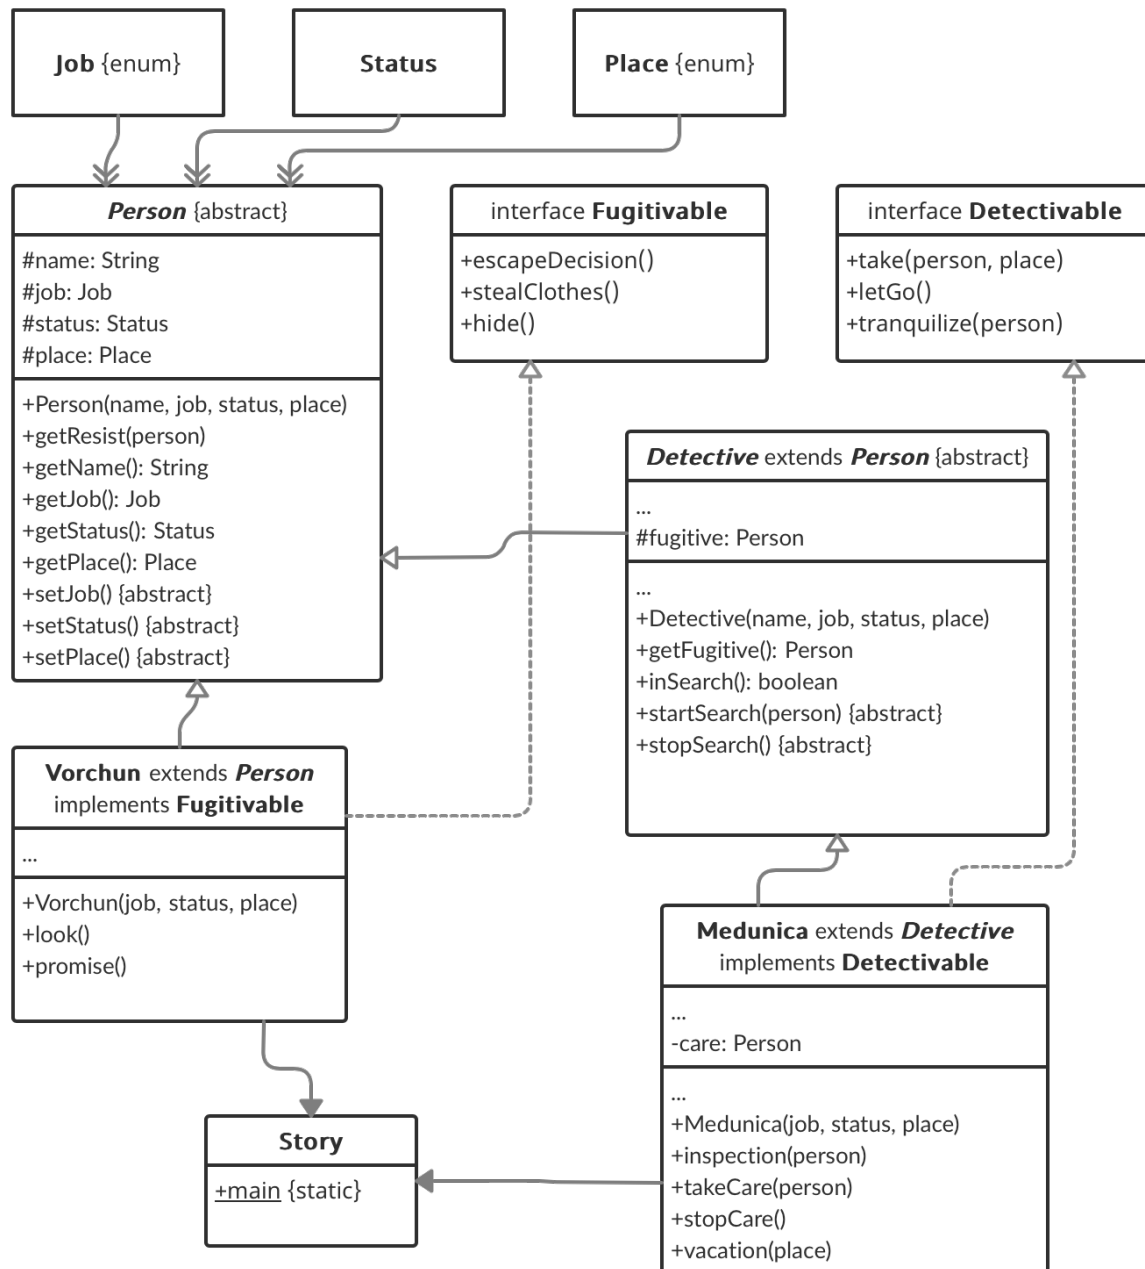 Job {enum}
Status
Place {enum}
Person {abstract}
#name: String
#job: Job
#status: Status
#place: Place
+Person(name, job, status, place)
+getResist(person)
+getName(): String
+getJob(): Job
+getStatus(): Status
+getPlace(): Place
+setJob() {abstract}
+setStatus() {abstract}
+setPlace() {abstract}
interface Fugitivable
+escapeDecision()
+stealClothes()
+hide()
interface Detectivable
+take(person, place)
+letGo()
+tranquilize(person)
Detective extends Person {abstract}
...
#fugitive: Person
...
+Detective(name, job, status, place)
+getFugitive(): Person
+inSearch(): boolean
+startSearch(person) {abstract}
+stopSearch() {abstract}
Vorchun extends Person
implements Fugitivable
...
+Vorchun(job, status, place)
+look()
+promise()
Medunica extends Detective
implements Detectivable
...
-care: Person
...
+Medunica(job, status, place)
+inspection(person)
+takeCare(person)
+stopCare()
+vacation(place)
Story
+main {static}